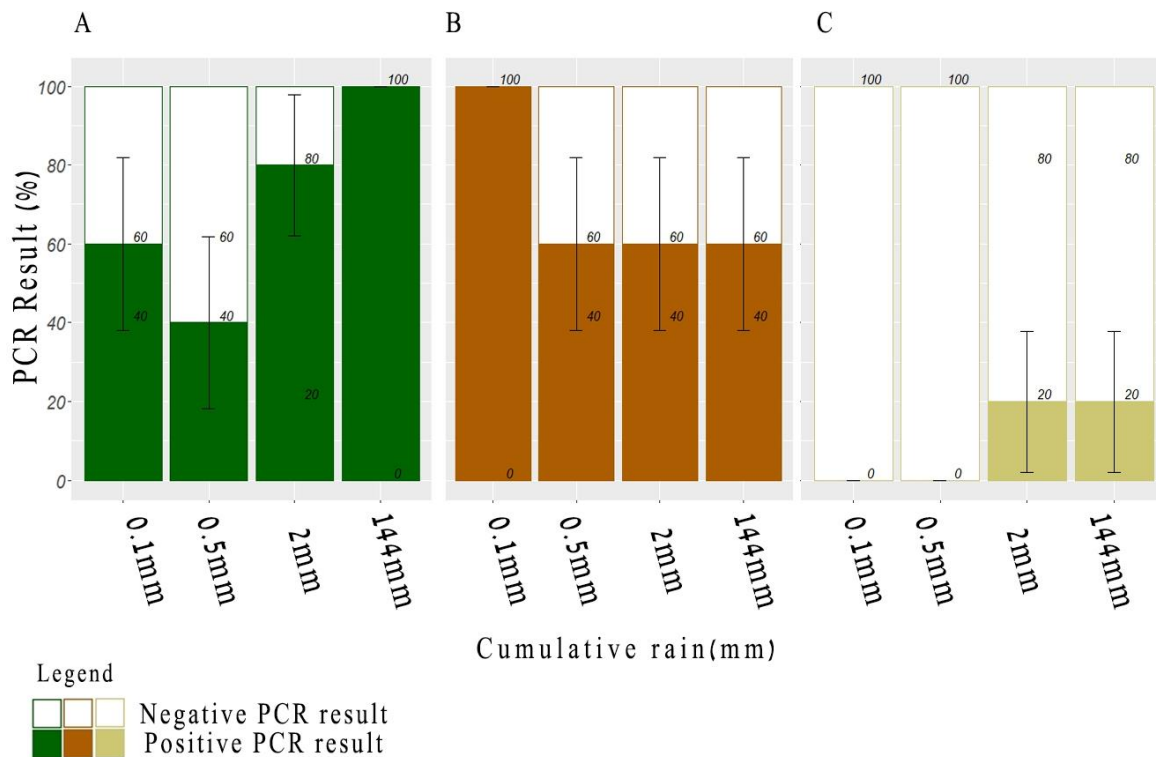 A B C
PCR Result (%)
100 100 100 100 100
80 80 80 80
60 60 60 60 60 60
40 40 40 40 40 40
20 20 20 20
0 0 0 0 0
0.1mm 0.5mm 2mm 144mm 0.1mm 0.5mm 2mm 144mm 0.1mm 0.5mm 2mm 144mm
Cumulative rain(mm)
Legend
Negative PCR result
Positive PCR result